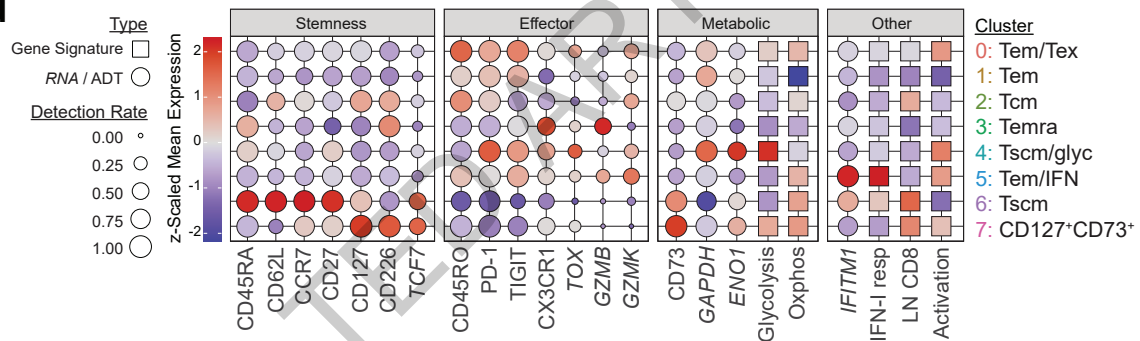 Type
Gene Signature
RNA / ADT
Detection Rate
0.00
0.25
0.50
0.75
1.00
z-Scaled Mean Expression
2
1
0
-1
-2
Stemness
Effector
Metabolic
Other
CD45RA
CD62L
CCR7
CD27
CD127
CD226
TCF7
CD45RO
PD-1
TIGIT
CX3CR1
TOX
GZMB
GZMK
CD73
GAPDH
ENO1
Glycolysis
Oxphos
IFITM1
IFN-I resp
LN CD8
Activation
Cluster
0: Tem/Tex
1: Tem
2: Tcm
3: Temra
4: Tscm/glyc
5: Tem/IFN
6: Tscm
7: CD127⁺CD73⁺
TED ART